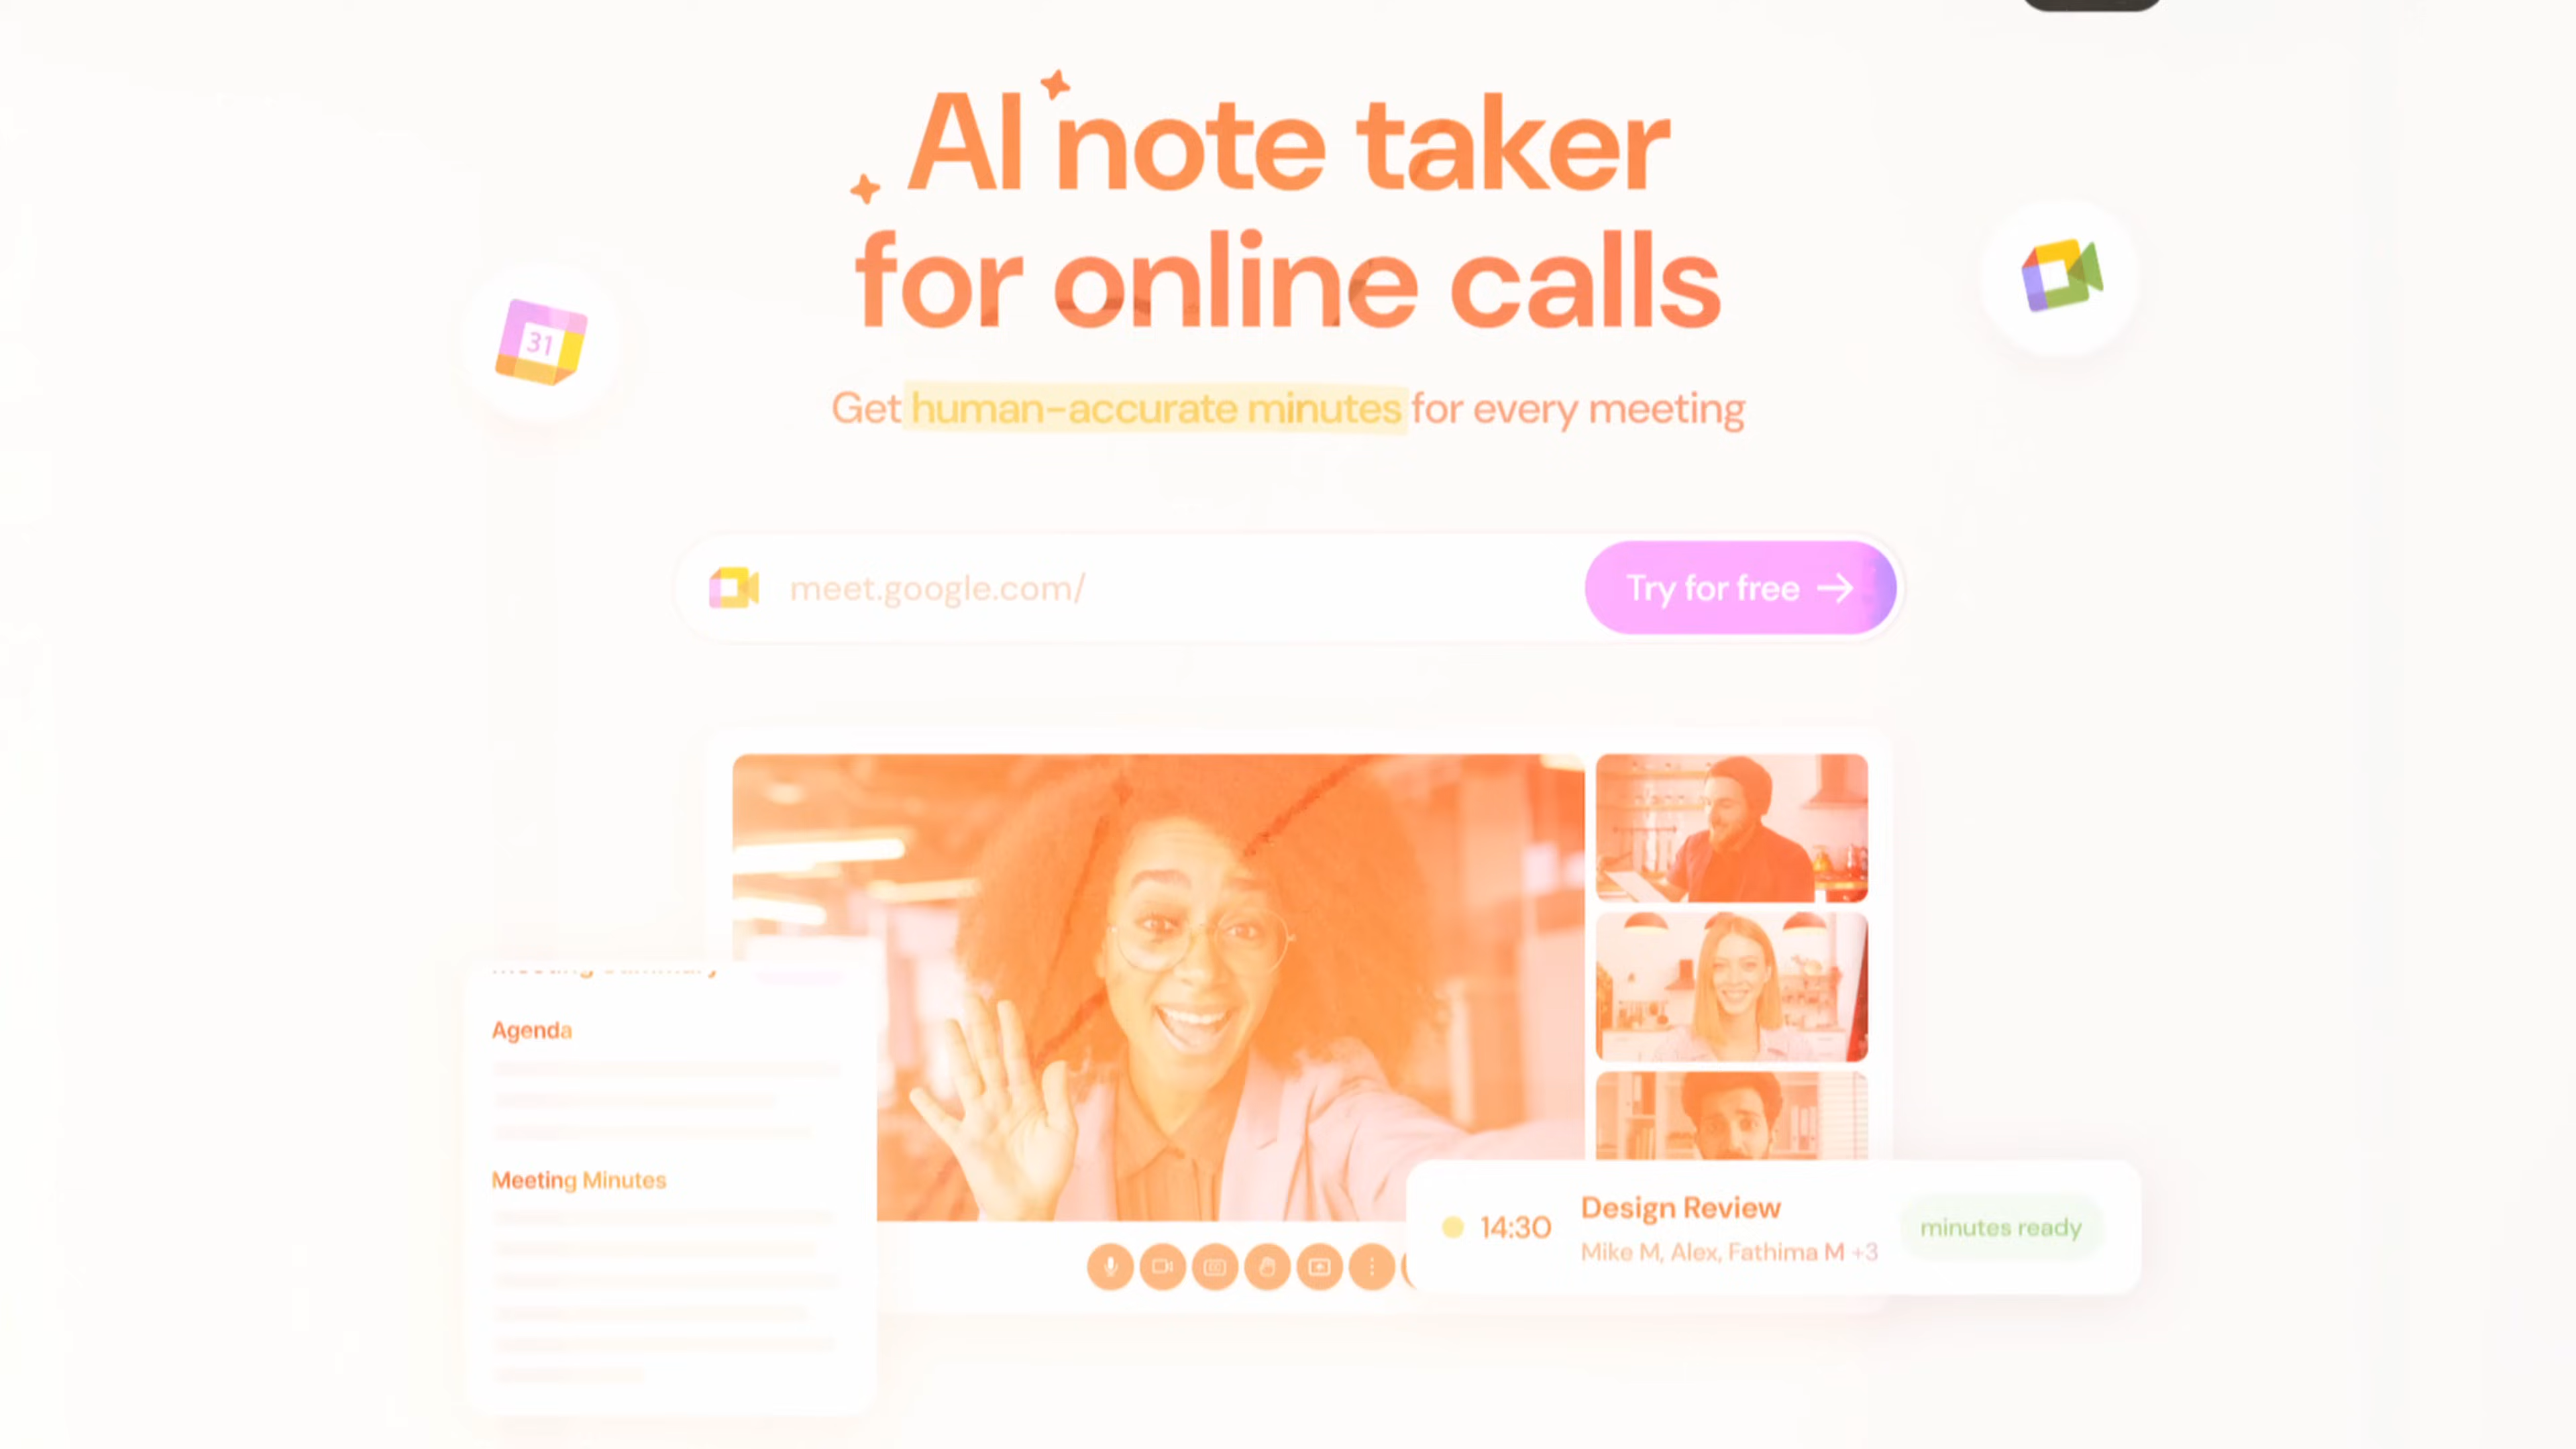 AI note taker
for online calls
31
Get human-accurate minutes for every meeting
meet.google.com/
Try for free →
Agenda
Meeting Minutes
14:30
Design Review
Mike M, Alex, Fathima M +3
minutes ready